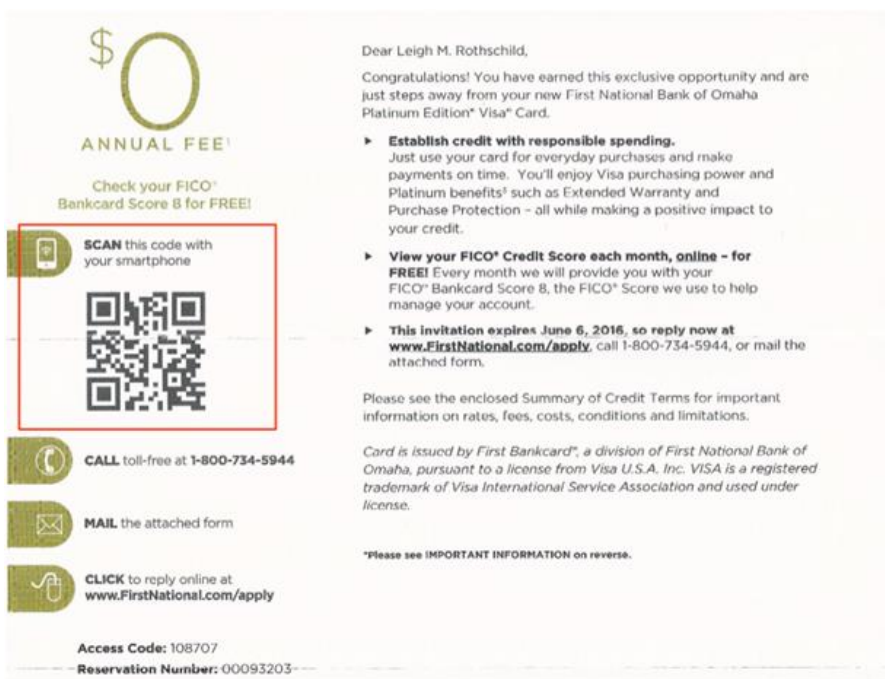 $0
ANNUAL FEE¹
Check your FICO®
Bankcard Score 8 for FREE!
SCAN this code with
your smartphone
CALL toll-free at 1-800-734-5944
MAIL the attached form
CLICK to reply online at
www.FirstNational.com/apply
Access Code: 108707
Reservation Number: 00093203
Dear Leigh M. Rothschild,
Congratulations! You have earned this exclusive opportunity and are
just steps away from your new First National Bank of Omaha
Platinum Edition® Visa® Card.
▶ Establish credit with responsible spending.
Just use your card for everyday purchases and make
payments on time. You'll enjoy Visa purchasing power and
Platinum benefits‡ such as Extended Warranty and
Purchase Protection – all while making a positive impact to
your credit.
▶ View your FICO® Credit Score each month, online – for
FREE! Every month we will provide you with your
FICO® Bankcard Score 8, the FICO® Score we use to help
manage your account.
▶ This invitation expires June 6, 2016, so reply now at
www.FirstNational.com/apply, call 1-800-734-5944, or mail the
attached form.
Please see the enclosed Summary of Credit Terms for important
information on rates, fees, costs, conditions and limitations.
Card is issued by First Bankcard®, a division of First National Bank of
Omaha, pursuant to a license from Visa U.S.A. Inc. VISA is a registered
trademark of Visa International Service Association and used under
license.
*Please see IMPORTANT INFORMATION on reverse.